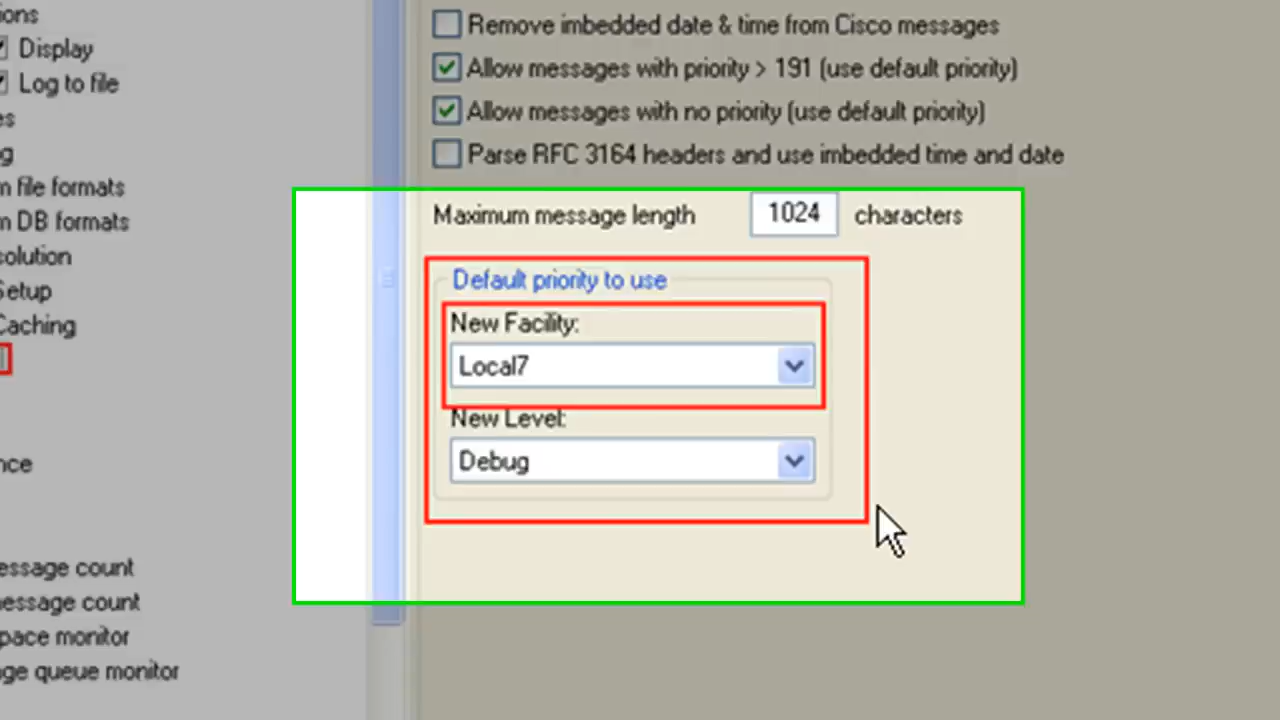 ions
Display
Log to file
es
g
m file formats
m DB formats
solution
Setup
Caching
nce
essage count
nessage count
pace monitor
ge queue monitor
Remove imbedded date & time from Cisco messages
Allow messages with priority > 191 (use default priority)
Allow messages with no priority (use default priority)
Parse RFC 3164 headers and use imbedded time and date
Maximum message length 1024 characters
Default priority to use
New Facility:
Local7
New Level:
Debug